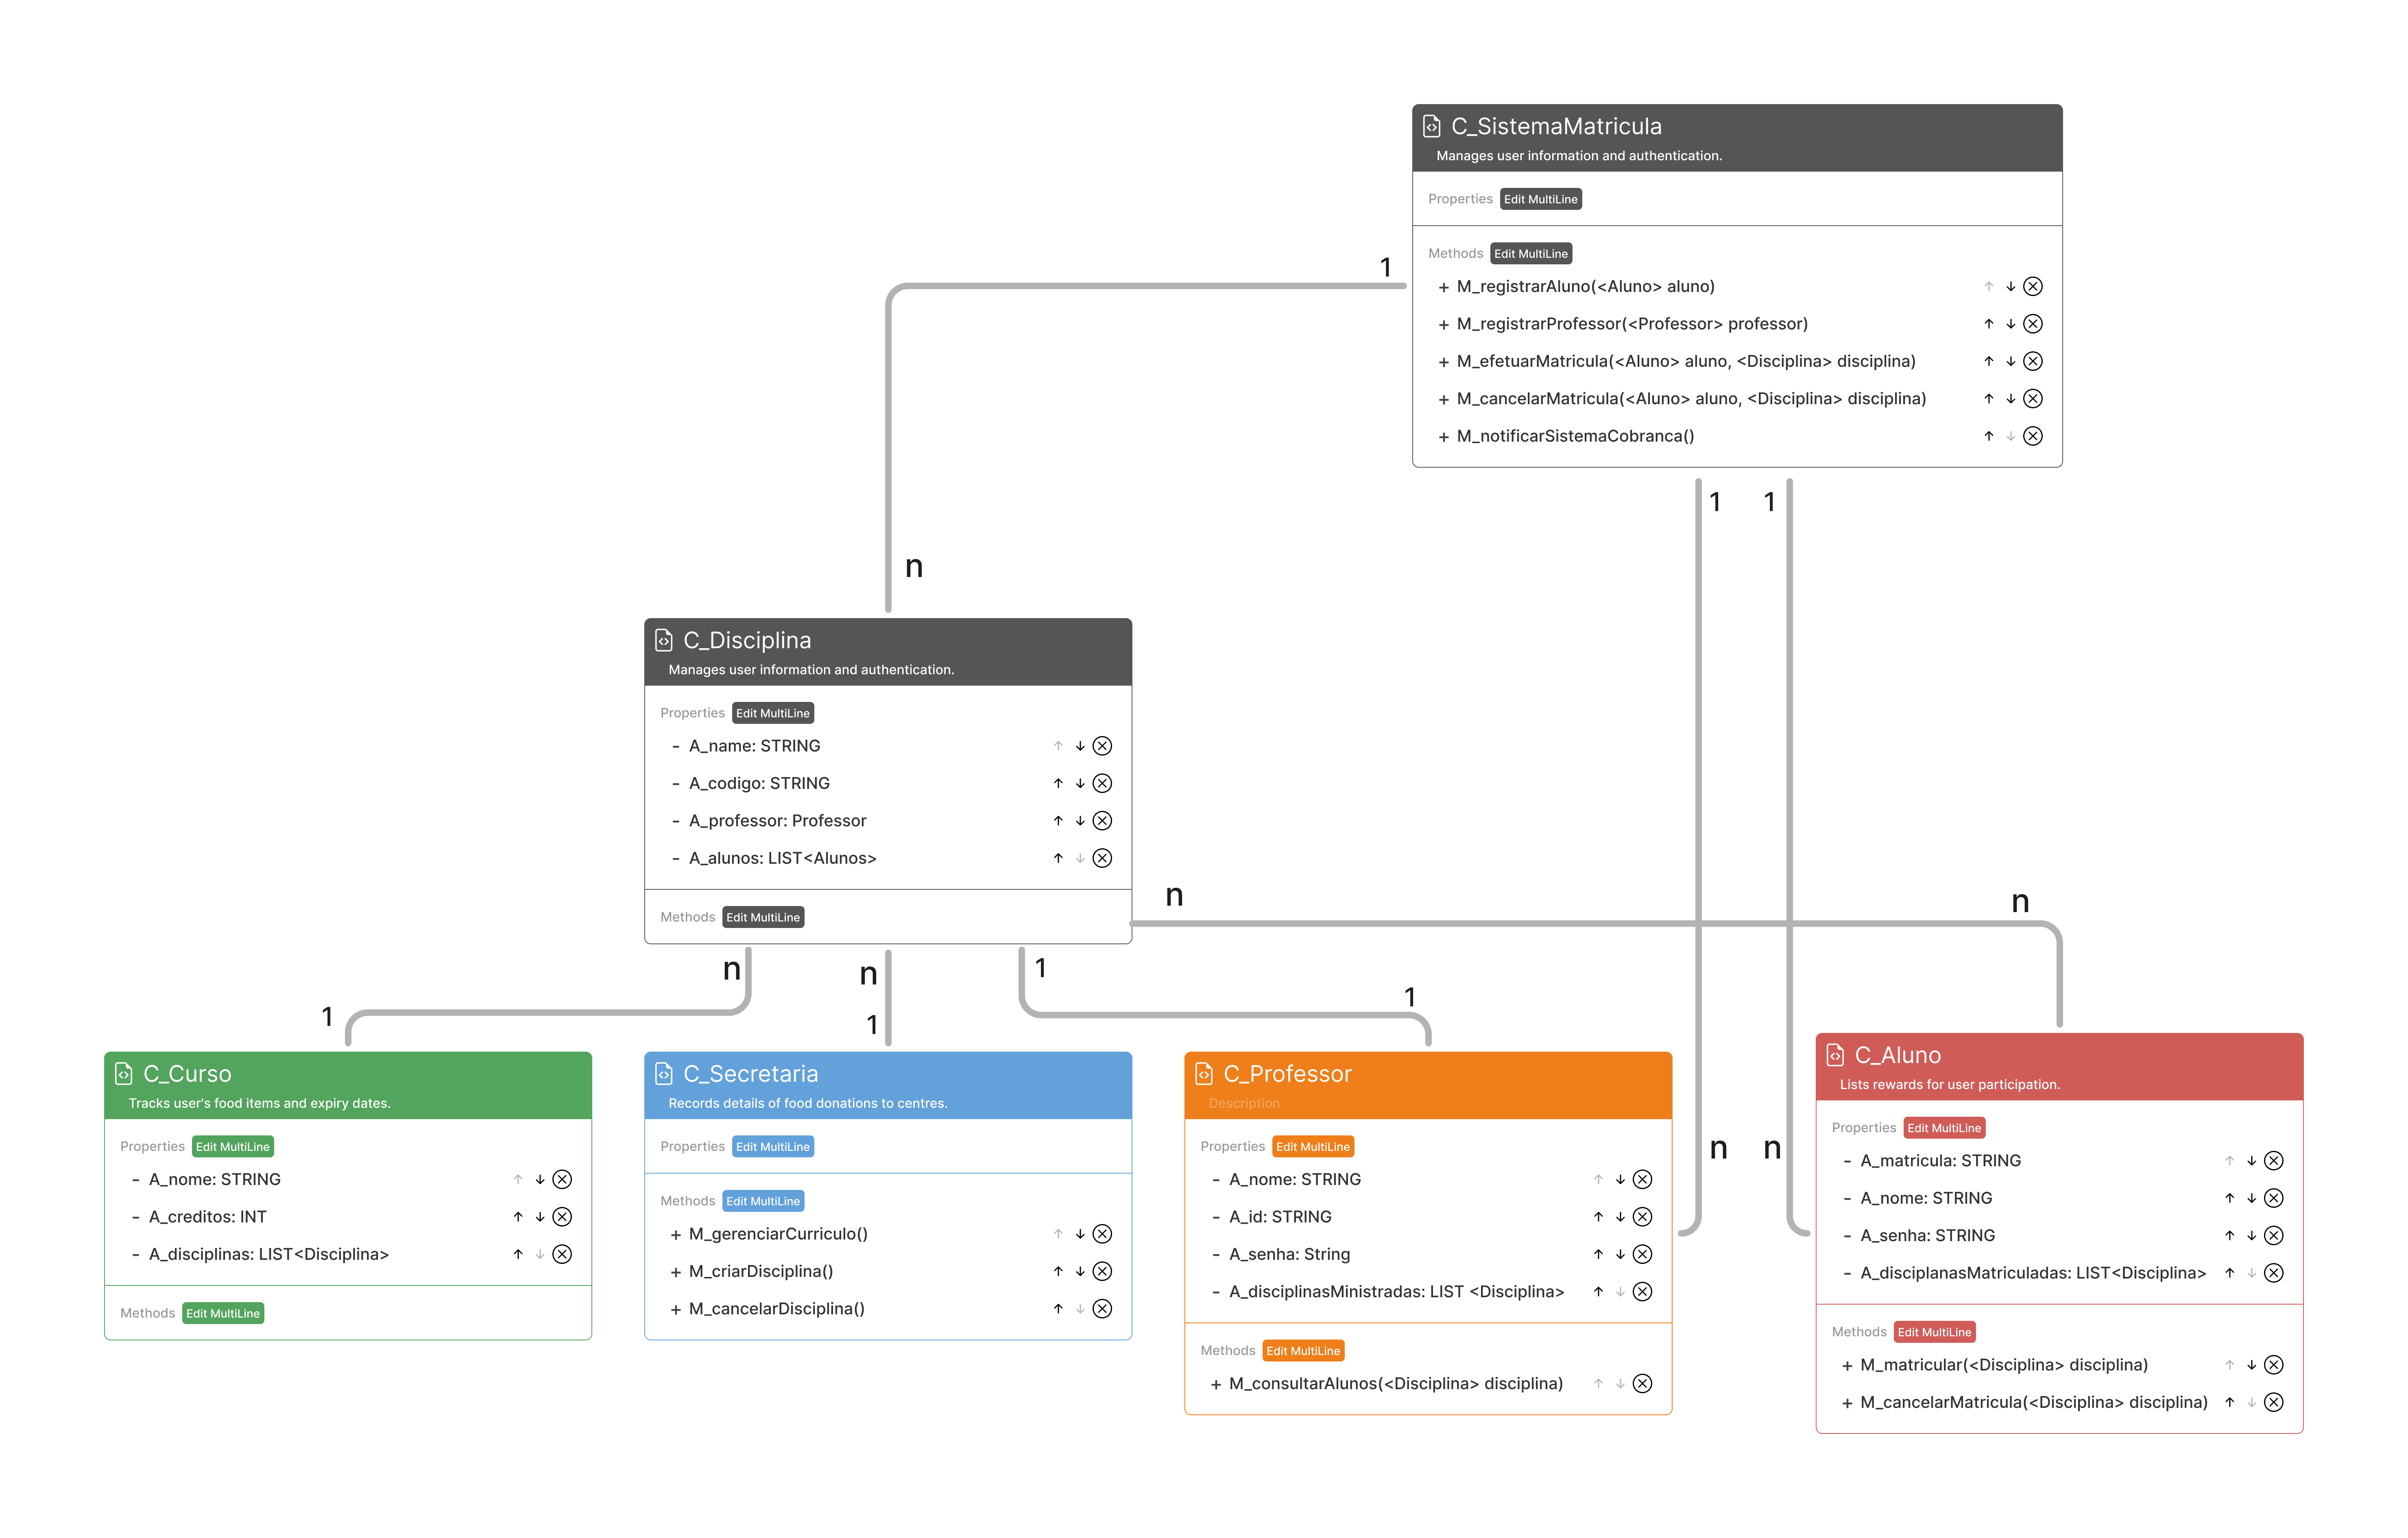 C_SistemaMatricula
Manages user information and authentication.
Properties Edit MultiLine
Methods Edit MultiLine
+ M_registrarAluno(<Aluno> aluno)
+ M_registrarProfessor(<Professor> professor)
+ M_efetuarMatricula(<Aluno> aluno, <Disciplina> disciplina)
+ M_cancelarMatricula(<Aluno> aluno, <Disciplina> disciplina)
+ M_notificarSistemaCobranca()
1
1 1
n
C_Disciplina
Manages user information and authentication.
Properties Edit MultiLine
- A_name: STRING
- A_codigo: STRING
- A_professor: Professor
- A_alunos: LIST<Alunos>
Methods Edit MultiLine
n n
n n 1
1 1 1
C_Curso
Tracks user's food items and expiry dates.
Properties Edit MultiLine
- A_nome: STRING
- A_creditos: INT
- A_disciplinas: LIST<Disciplina>
Methods Edit MultiLine
C_Secretaria
Records details of food donations to centres.
Properties Edit MultiLine
Methods Edit MultiLine
+ M_gerenciarCurriculo()
+ M_criarDisciplina()
+ M_cancelarDisciplina()
C_Professor
Description
Properties Edit MultiLine
- A_nome: STRING
- A_id: STRING
- A_senha: String
- A_disciplinasMinistradas: LIST <Disciplina>
Methods Edit MultiLine
+ M_consultarAlunos(<Disciplina> disciplina)
n n
C_Aluno
Lists rewards for user participation.
Properties Edit MultiLine
- A_matricula: STRING
- A_nome: STRING
- A_senha: STRING
- A_disciplanasMatriculadas: LIST<Disciplina>
Methods Edit MultiLine
+ M_matricular(<Disciplina> disciplina)
+ M_cancelarMatricula(<Disciplina> disciplina)